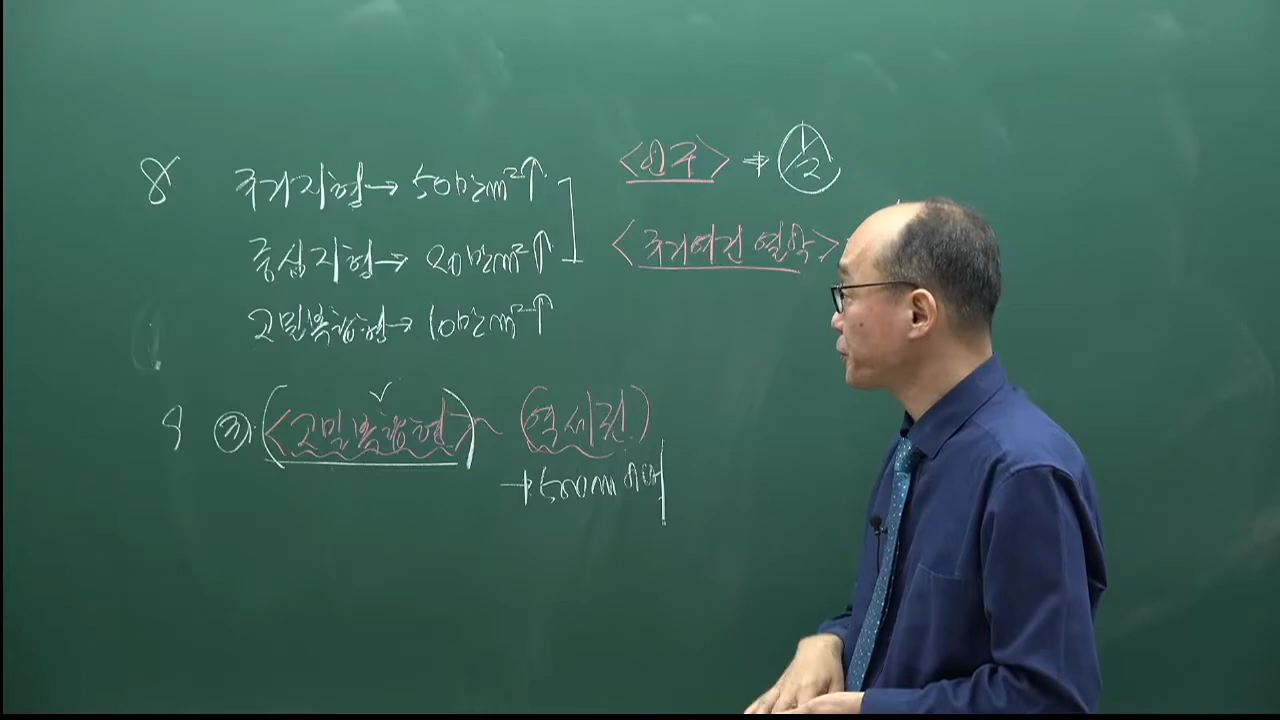 8 주거지형→ 50만m²↑ <인주> → 1/2
중심지형→ 20만m²↑ <주거여건 열악>
고밀복합형→ 10만m²↑
9 ②(<고밀복합형>~ (역세권)
→500m 이내